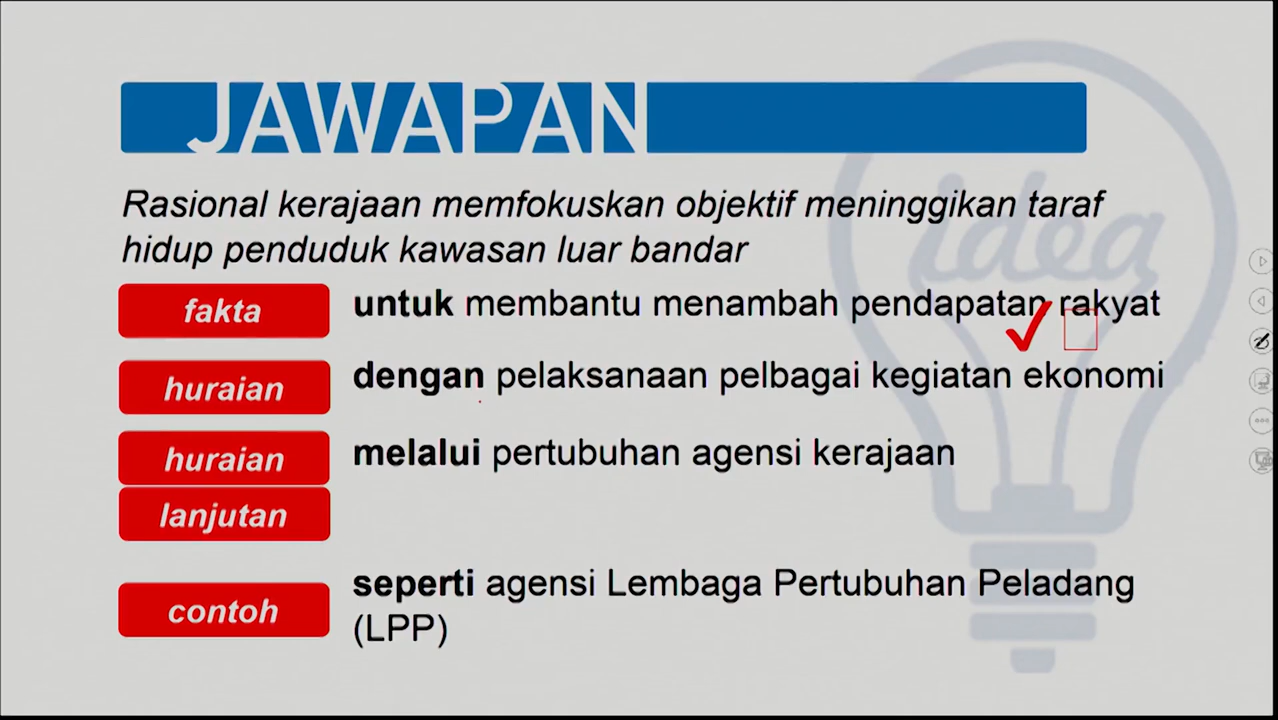 JAWAPAN
Rasional kerajaan memfokuskan objektif meninggikan taraf
hidup penduduk kawasan luar bandar
fakta untuk membantu menambah pendapatan rakyat
huraian dengan pelaksanaan pelbagai kegiatan ekonomi
huraian melalui pertubuhan agensi kerajaan
lanjutan
contoh seperti agensi Lembaga Pertubuhan Peladang
(LPP)
idea